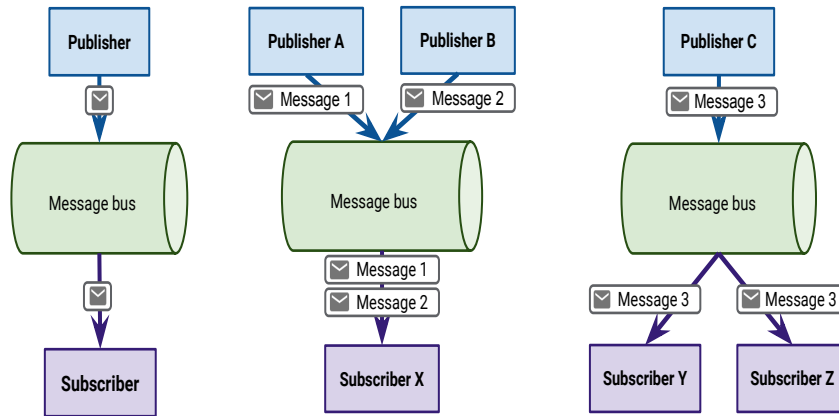 Publisher
Message bus
Subscriber
Publisher A
Publisher B
Message 1
Message 2
Message bus
Message 1
Message 2
Subscriber X
Publisher C
Message 3
Message bus
Message 3
Message 3
Subscriber Y
Subscriber Z